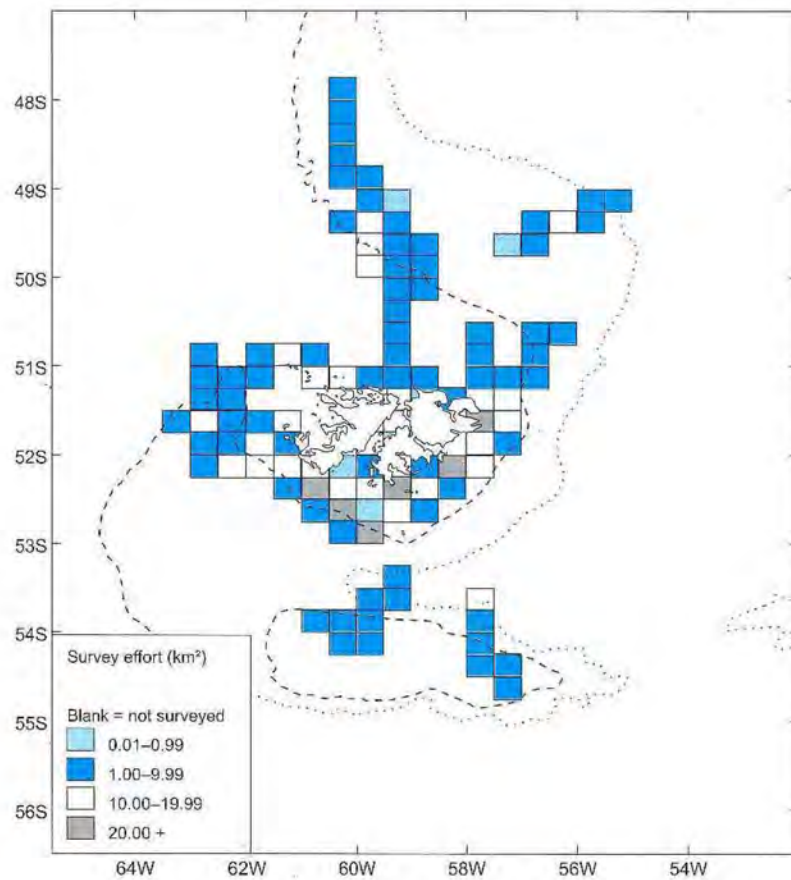 48S
49S
50S
51S
52S
53S
54S
55S
56S
Survey effort (km²)
Blank = not surveyed
0.01–0.99
1.00–9.99
10.00–19.99
20.00 +
64W 62W 60W 58W 56W 54W